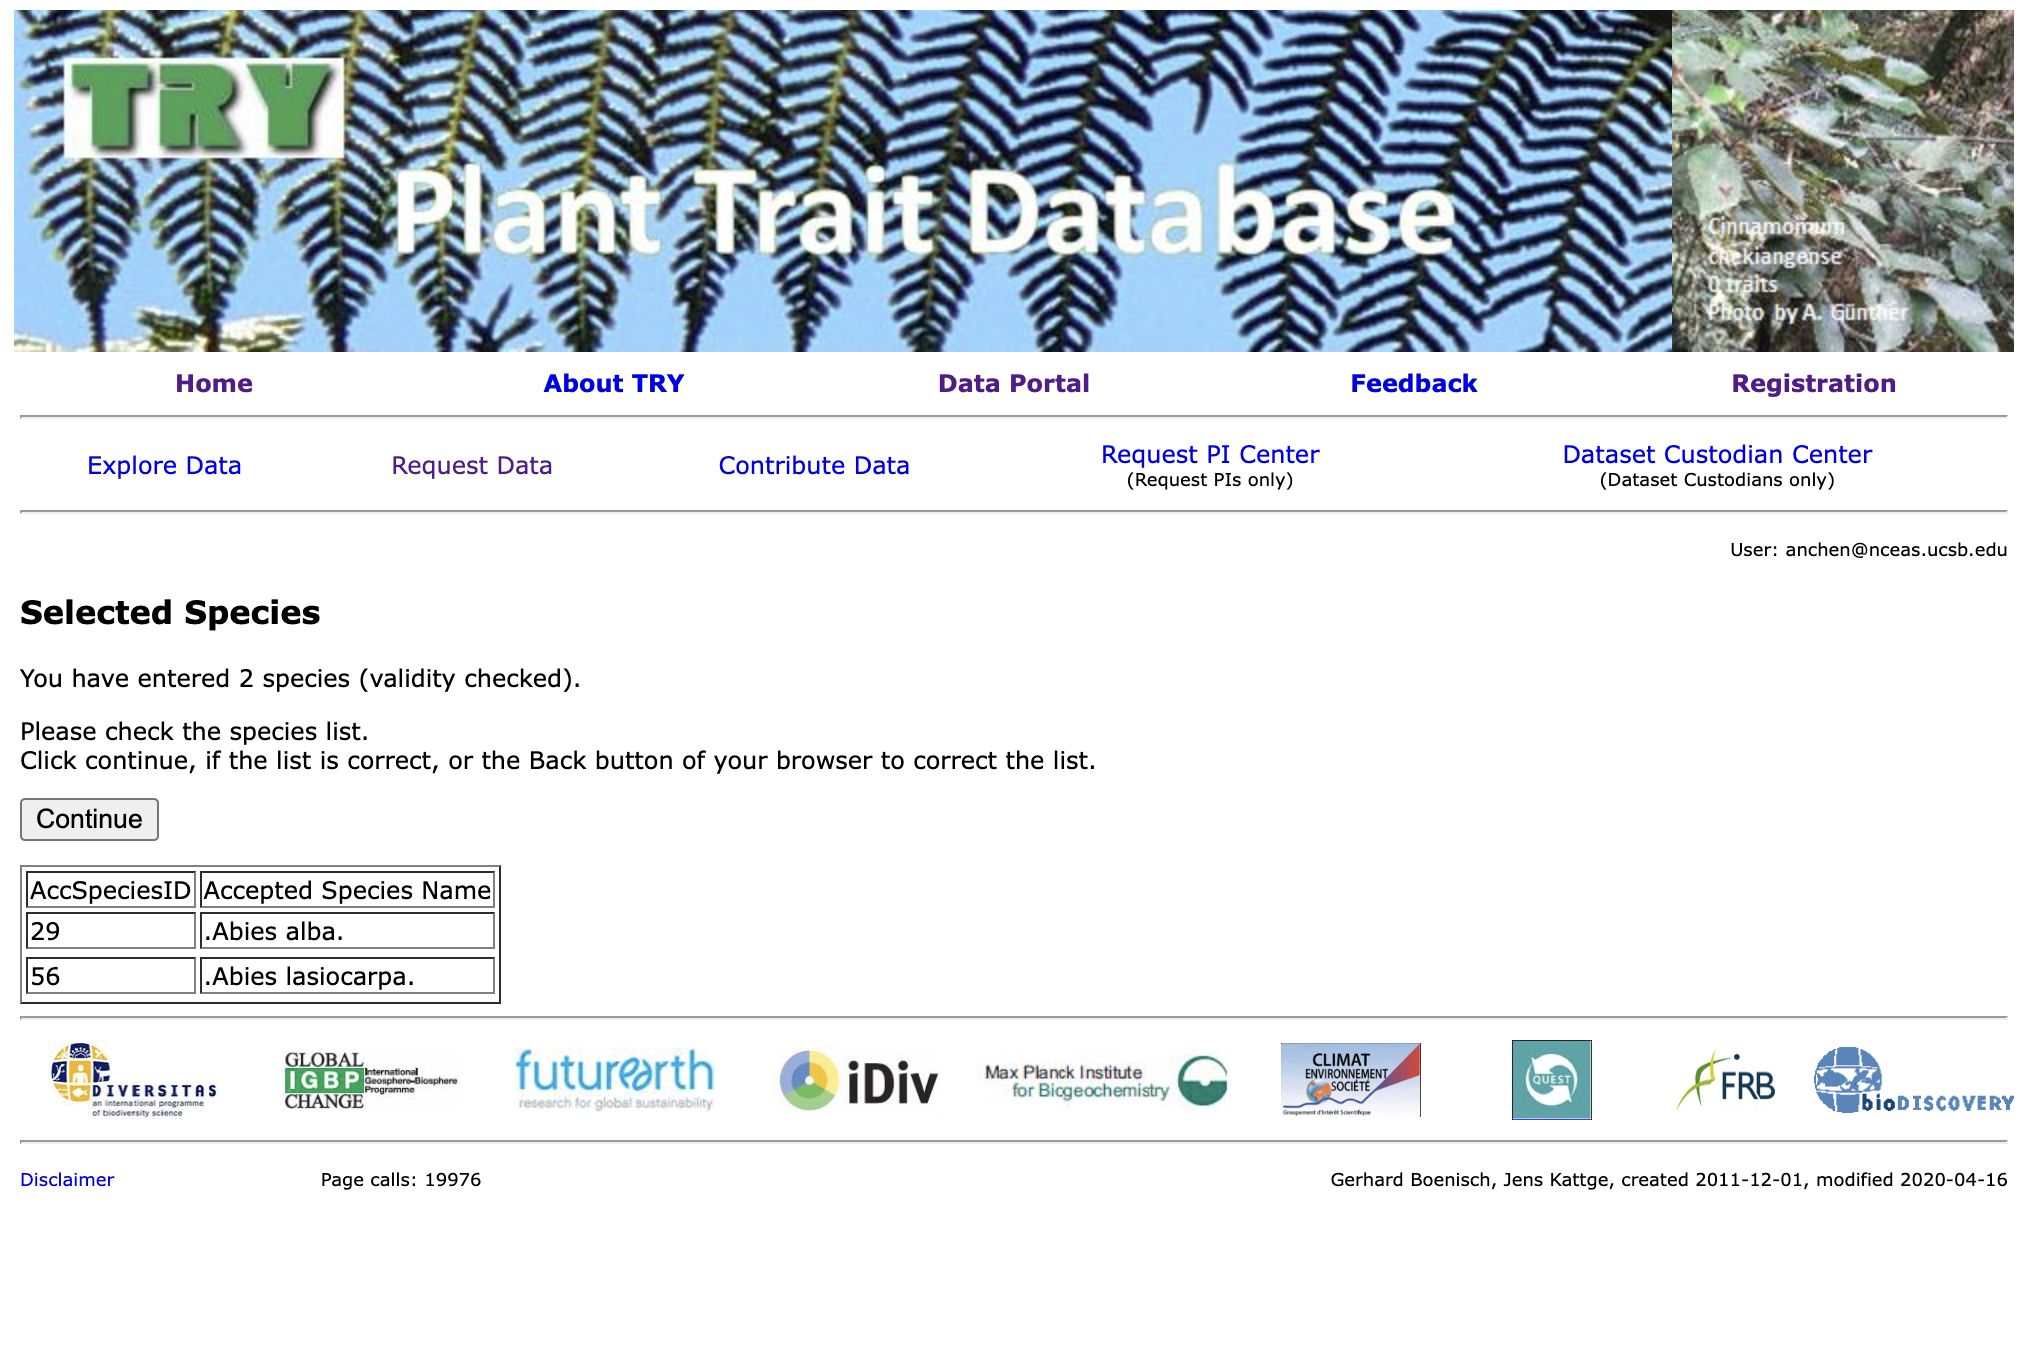 TRY
Plant Trait Database
Cinnamomum
chekiangense
0 traits
Photo by A. Günther
Home About TRY Data Portal Feedback Registration
Explore Data Request Data Contribute Data Request PI Center Dataset Custodian Center
(Request PIs only) (Dataset Custodians only)
User: anchen@nceas.ucsb.edu
Selected Species
You have entered 2 species (validity checked).
Please check the species list.
Click continue, if the list is correct, or the Back button of your browser to correct the list.
Continue
AccSpeciesID Accepted Species Name
29 .Abies alba.
56 .Abies lasiocarpa.
DIVERSITAS
an international programme
of biodiversity science
GLOBAL
IGBP
CHANGE
International
Geosphere-Biosphere
Programme
futurearth
research for global sustainability
iDiv
Max Planck Institute
for Biogeochemistry
CLIMAT
ENVIRONNEMENT
SOCIÉTÉ
Groupement d'Intérêt Scientifique
QUEST
FRB
bioDISCOVERY
Disclaimer Page calls: 19976 Gerhard Boenisch, Jens Kattge, created 2011-12-01, modified 2020-04-16